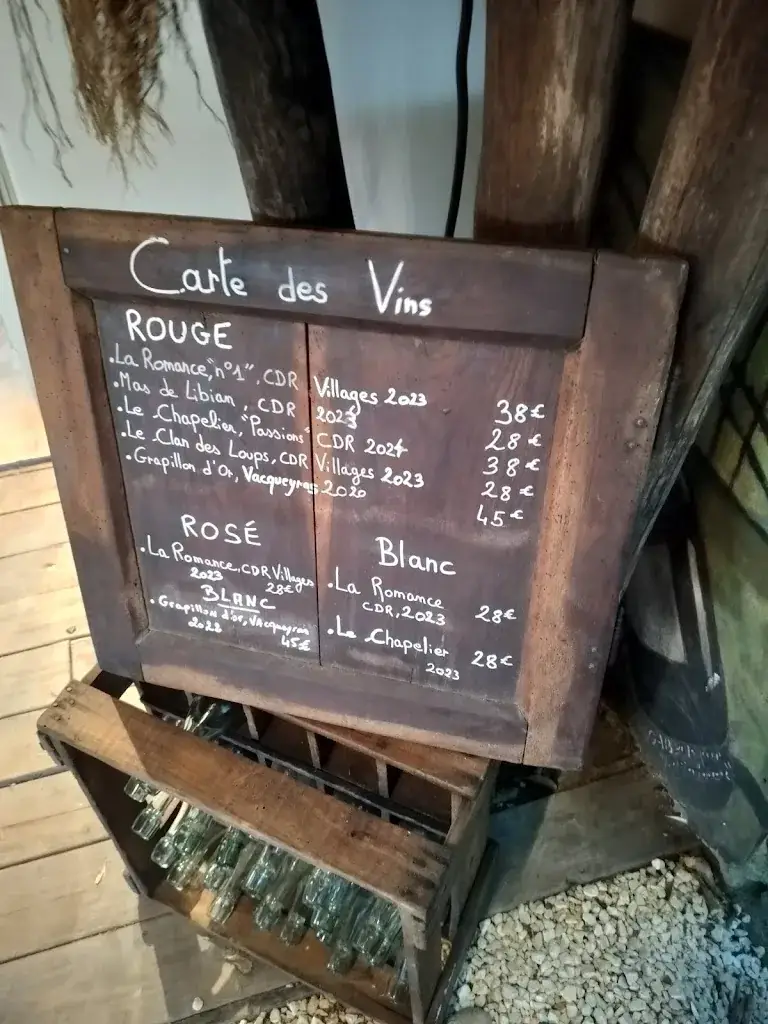 Carte des Vins
ROUGE
• La Romance, "n°1", CDR Villages 2023 38€
• Mas de Libian, CDR 2023 28€
• Le Chapelier, "Passions" CDR 2021 38€
• Le Clan des Loups, CDR Villages 2023 28€
• Grapillon d'Or, Vacqueyras 2020 45€
ROSÉ
• La Romance, CDR Villages
2023 28€
BLANC
• Grapillon d'or, VAcqueyras
2023 45€
Blanc
• La Romance
CDR, 2023 28€
• Le Chapelier
2023 28€